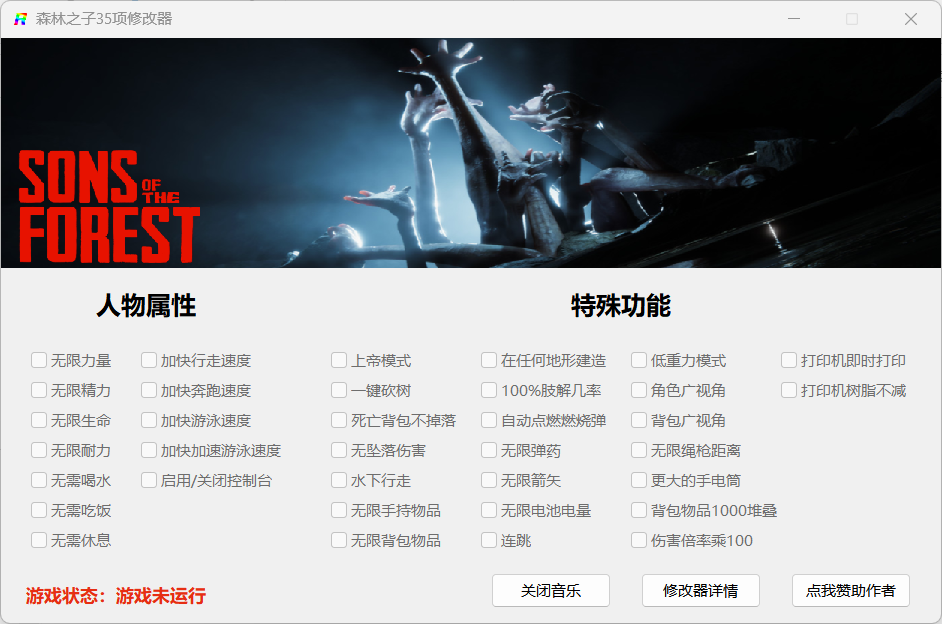 森林之子35项修改器
SONS
OF
THE
FOREST
人物属性
特殊功能
无限力量
加快行走速度
上帝模式
在任何地形建造
低重力模式
打印机即时打印
无限精力
加快奔跑速度
一键砍树
100%肢解几率
角色广视角
打印机树脂不减
无限生命
加快游泳速度
死亡背包不掉落
自动点燃燃烧弹
背包广视角
无限耐力
加快加速游泳速度
无坠落伤害
无限弹药
无限绳枪距离
无需喝水
启用/关闭控制台
水下行走
无限箭矢
更大的手电筒
无需吃饭
无限手持物品
无限电池电量
背包物品1000堆叠
无需休息
无限背包物品
连跳
伤害倍率乘100
游戏状态：游戏未运行
关闭音乐
修改器详情
点我赞助作者